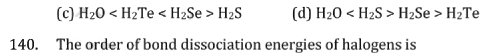 (c) H₂O < H₂Te < H₂Se > H₂S (d) H₂O < H₂S > H₂Se > H₂Te
140. The order of bond dissociation energies of halogens is